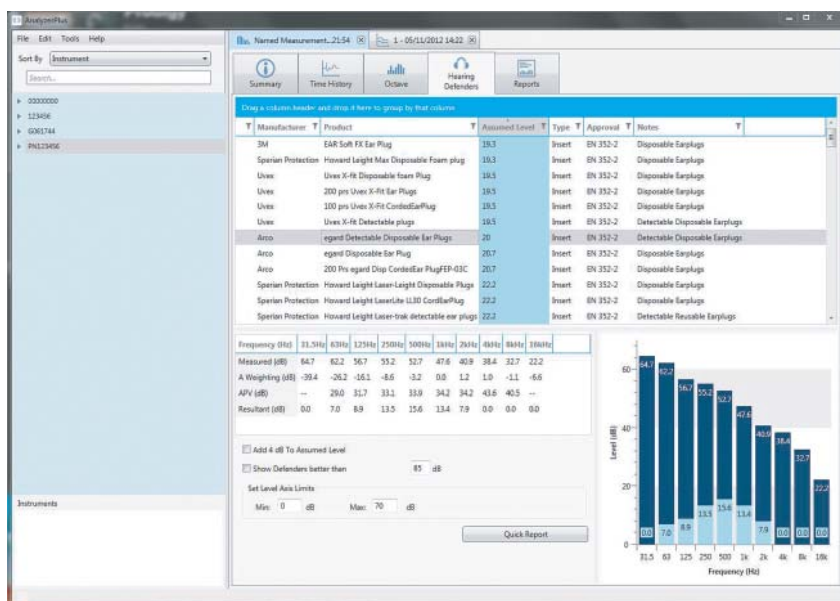 AnalyzerPlus
File Edit Tools Help
Sort By Instrument
Search...
00000000
123456
G061744
PN123456
Instruments
Named Measurement...21:54
1 - 05/11/2012 14:22
Summary
Time History
Octave
Hearing Defenders
Reports
Drag a column header and drop it here to group by that column
Manufacturer Product Assumed Level Type Approval Notes
3M EAR Soft FX Ear Plug 19.3 Insert EN 352-2 Disposable Earplugs
Sperian Protection Howard Leight Max Disposable Foam plug 19.3 Insert EN 352-2 Disposable Earplugs
Uvex Uvex X-fit Disposable foam Plug 19.5 Insert EN 352-2 Disposable Earplugs
Uvex 200 prs Uvex X-Fit Ear Plugs 19.5 Insert EN 352-2 Disposable Earplugs
Uvex 100 prs Uvex X-Fit CordedEarPlug 19.5 Insert EN 352-2 Disposable Earplugs
Uvex Uvex X-fit Detectable plugs 19.5 Insert EN 352-2 Detectable Disposable Earplugs
Arco egard Detectable Disposable Ear Plugs 20 Insert EN 352-2 Detectable Disposable Earplugs
Arco egard Disposable Ear Plug 20.7 Insert EN 352-2 Disposable Earplugs
Arco 200 Prs egard Disp CordedEar PlugFEP-03C 20.7 Insert EN 352-2 Disposable Earplugs
Sperian Protection Howard Leight Laser-Leight Disposable Plugs 22.2 Insert EN 352-2 Disposable Earplugs
Sperian Protection Howard Leight LaserLite LL30 CordEarPlug 22.2 Insert EN 352-2 Disposable Earplugs
Sperian Protection Howard Leight Laser-trak detectable ear plugs 22.2 Insert EN 352-2 Detectable Reusable Earplugs
Frequency (Hz) 31.5Hz 63Hz 125Hz 250Hz 500Hz 1kHz 2kHz 4kHz 8kHz 16kHz
Measured (dB) 64.7 62.2 56.7 55.2 52.7 47.6 40.9 38.4 32.7 22.2
A Weighting (dB) -39.4 -26.2 -16.1 -8.6 -3.2 0.0 1.2 1.0 -1.1 -6.6
APV (dB) -- 29.0 31.7 33.1 33.9 34.2 34.2 43.6 40.5 --
Resultant (dB) 0.0 7.0 8.9 13.5 15.6 13.4 7.9 0.0 0.0 0.0
Add 4 dB To Assumed Level
Show Defenders better than 85 dB
Set Level Axis Limits
Min: 0 dB Max: 70 dB
Quick Report
Level (dB)
60
40
20
0
64.7 62.2 56.7 55.2 52.7 47.6 40.9 38.4 32.7 22.2
0.0 7.0 8.9 13.5 15.6 13.4 7.9 0.0 0.0 0.0
31.5 63 125 250 500 1k 2k 4k 8k 16k
Frequency (Hz)